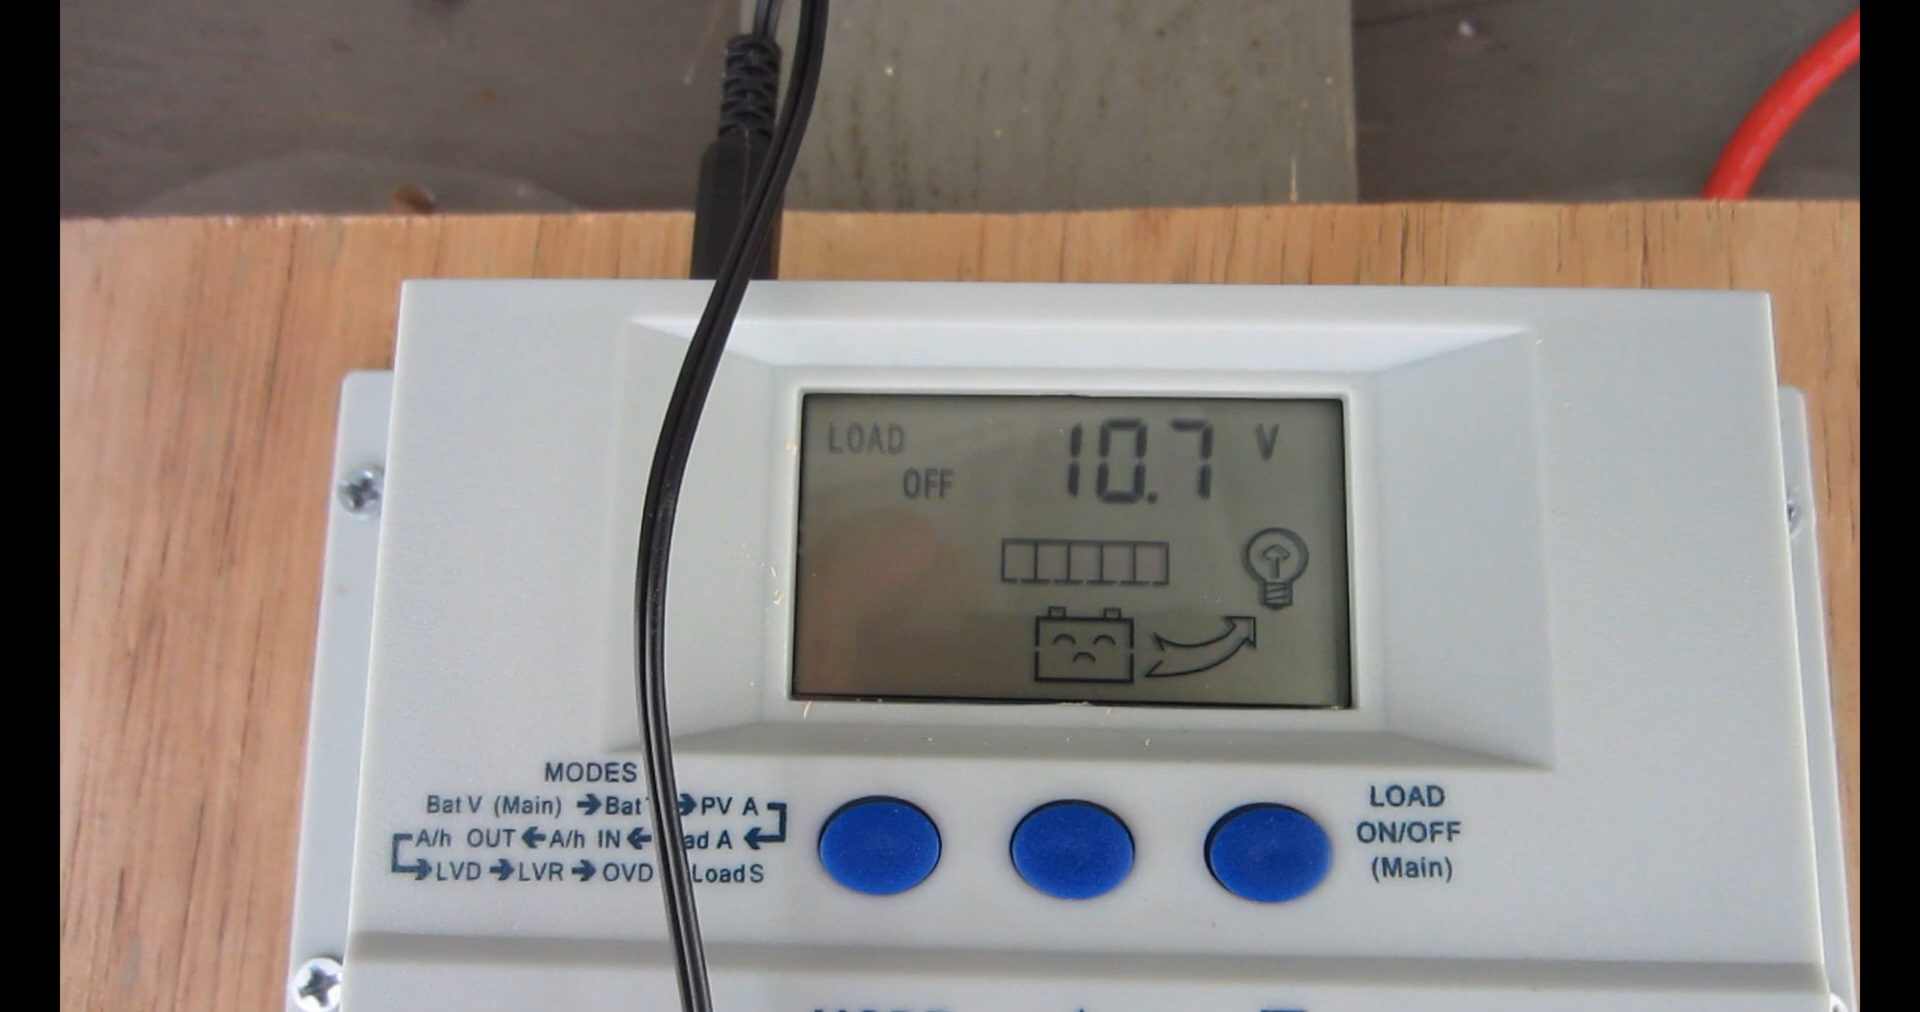 LOAD 10.7 V
OFF
MODES
Bat V (Main) ➔ Bat ➔ PV A
A/h OUT ← A/h IN ← ad A ←
➔ LVD ➔ LVR ➔ OVD Load S
LOAD
ON/OFF
(Main)